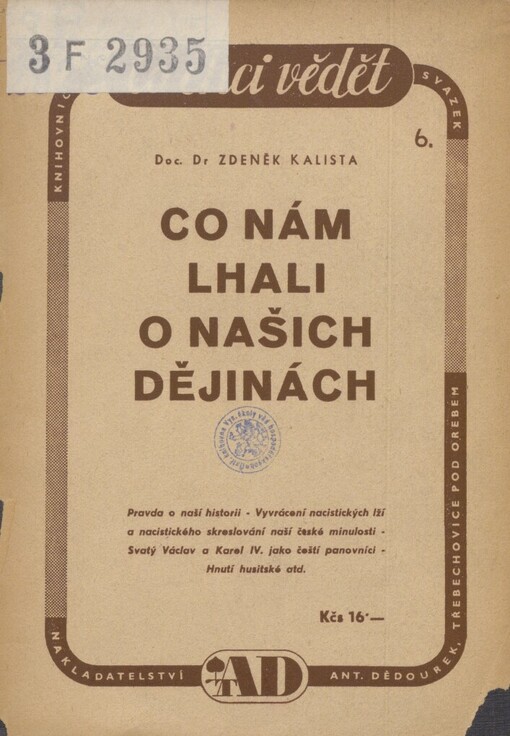 3 F 2935
ci vědět
SVAZEK
6.
Doc. Dr ZDENĚK KALISTA
CO NÁM
LHALI
O NAŠICH
DĚJINÁCH
Pravda o naší historii - Vyvrácení nacistických lží
a nacistického skreslování naší české minulosti -
Svatý Václav a Karel IV. jako čeští panovníci -
Hnutí husitské atd.
Kčs 16·—
NAKLADATELSTVÍ
AD
ANT. DĚDOUREK, TŘEBECHOVICE POD OREBEM